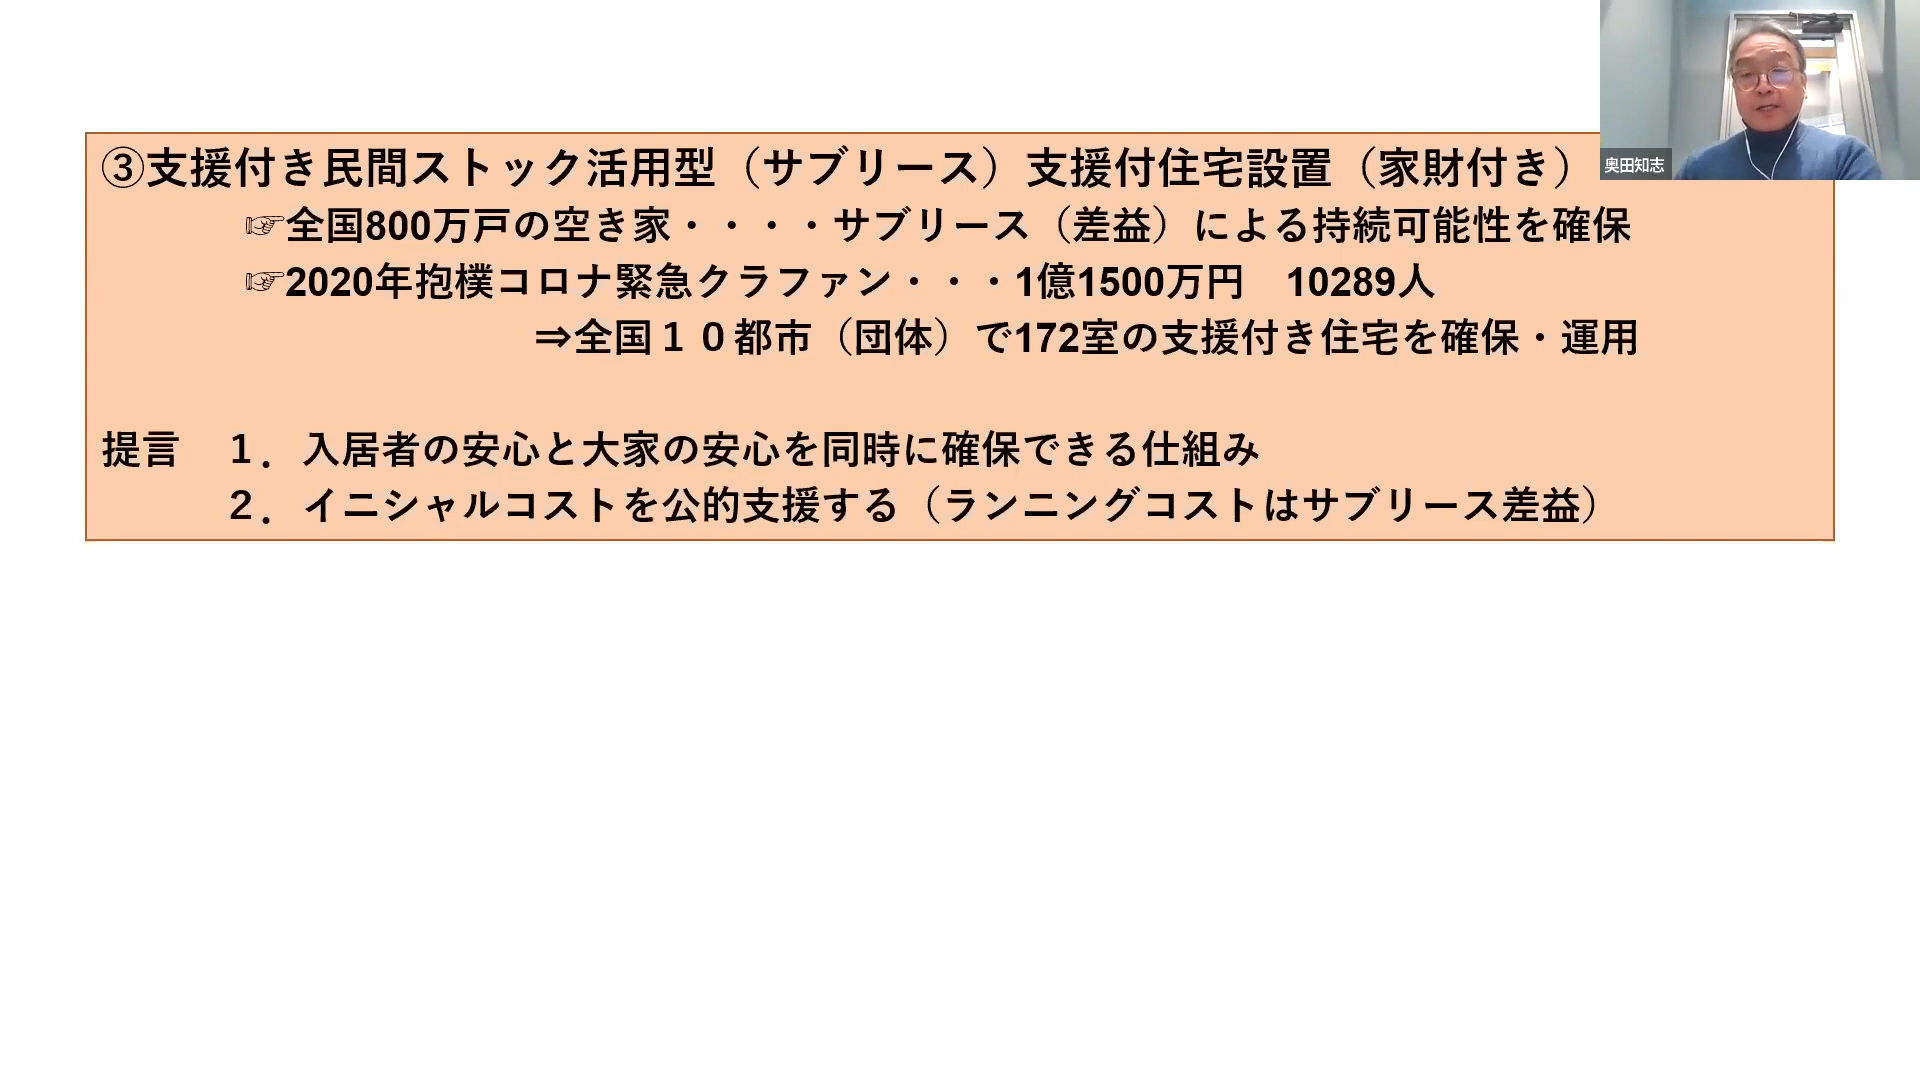 ③支援付き民間ストック活用型（サブリース）支援付住宅設置（家財付き）
☞全国800万戸の空き家・・・・サブリース（差益）による持続可能性を確保
☞2020年抱樸コロナ緊急クラファン・・・1億1500万円　10289人
⇒全国１０都市（団体）で172室の支援付き住宅を確保・運用
提言　１．入居者の安心と大家の安心を同時に確保できる仕組み
２．イニシャルコストを公的支援する（ランニングコストはサブリース差益）
奥田知志